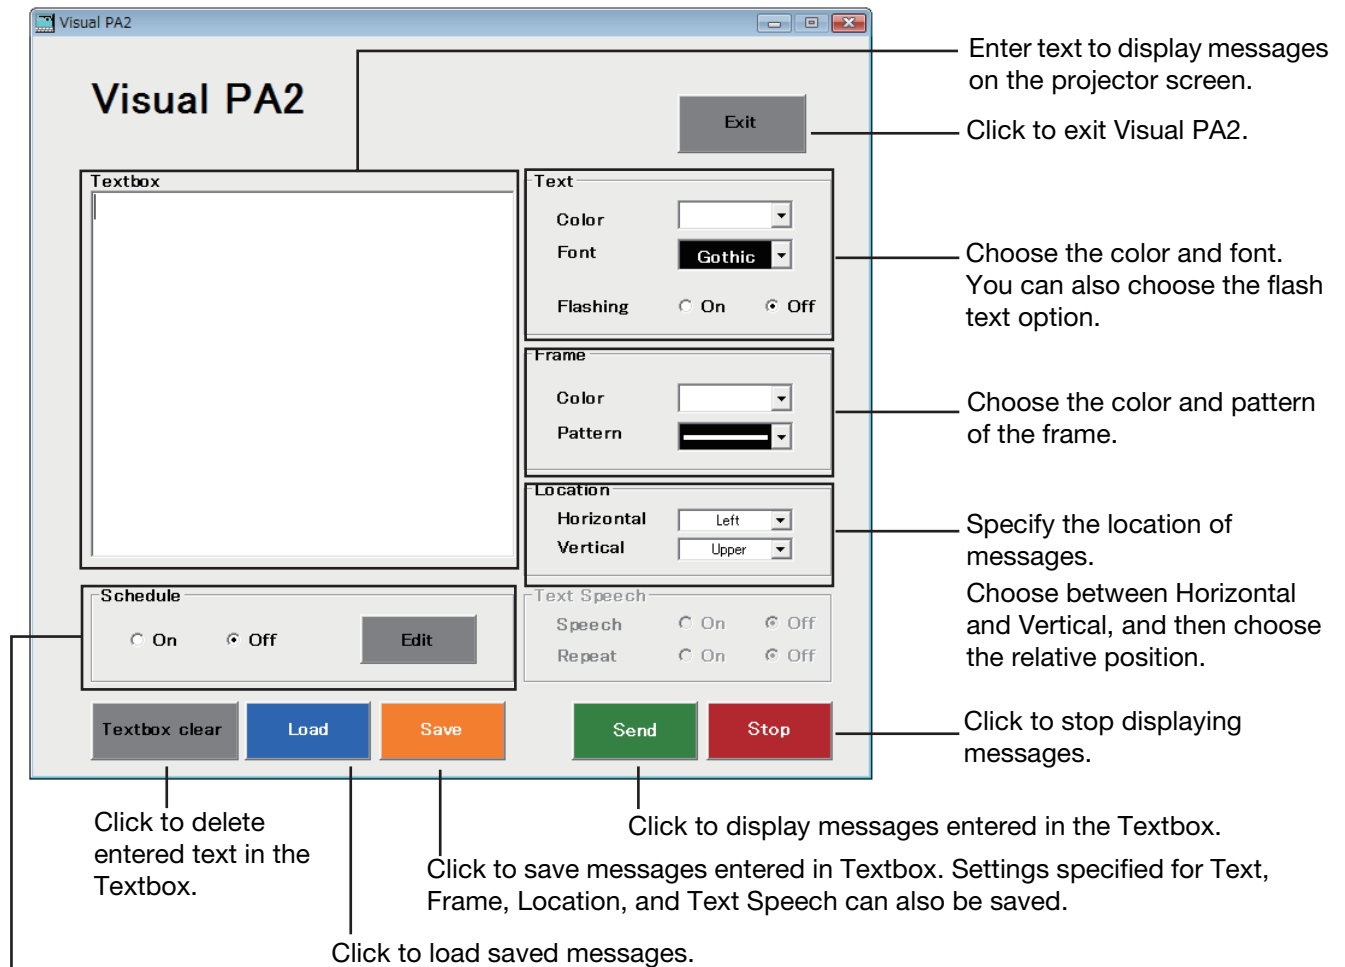 Visual PA2
Enter text to display messages
on the projector screen.
Visual PA2
Exit
Click to exit Visual PA2.
Textbox
Text
Color
Font
Gothic
Choose the color and font.
You can also choose the flash
text option.
Flashing
On
Off
Frame
Color
Pattern
Choose the color and pattern
of the frame.
Location
Horizontal
Left
Vertical
Upper
Specify the location of
messages.
Choose between Horizontal
and Vertical, and then choose
the relative position.
Schedule
On
Off
Edit
Text Speech
Speech
On
Off
Repeat
On
Off
Textbox clear
Load
Save
Send
Stop
Click to stop displaying
messages.
Click to delete
entered text in the
Textbox.
Click to display messages entered in the Textbox.
Click to save messages entered in Textbox. Settings specified for Text,
Frame, Location, and Text Speech can also be saved.
Click to load saved messages.